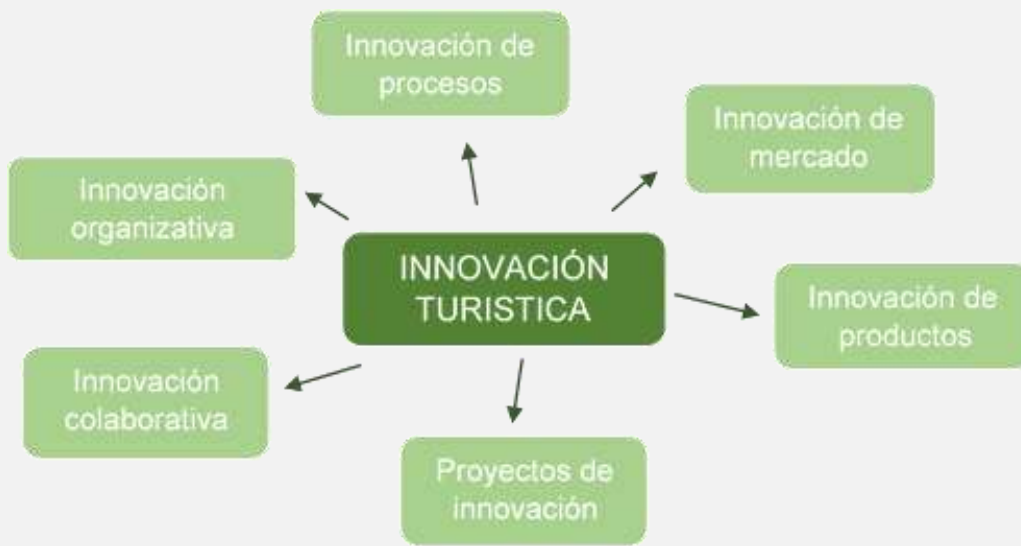 Innovación de
procesos
Innovación de
mercado
Innovación
organizativa
INNOVACIÓN
TURISTICA
Innovación de
productos
Innovación
colaborativa
Proyectos de
innovación